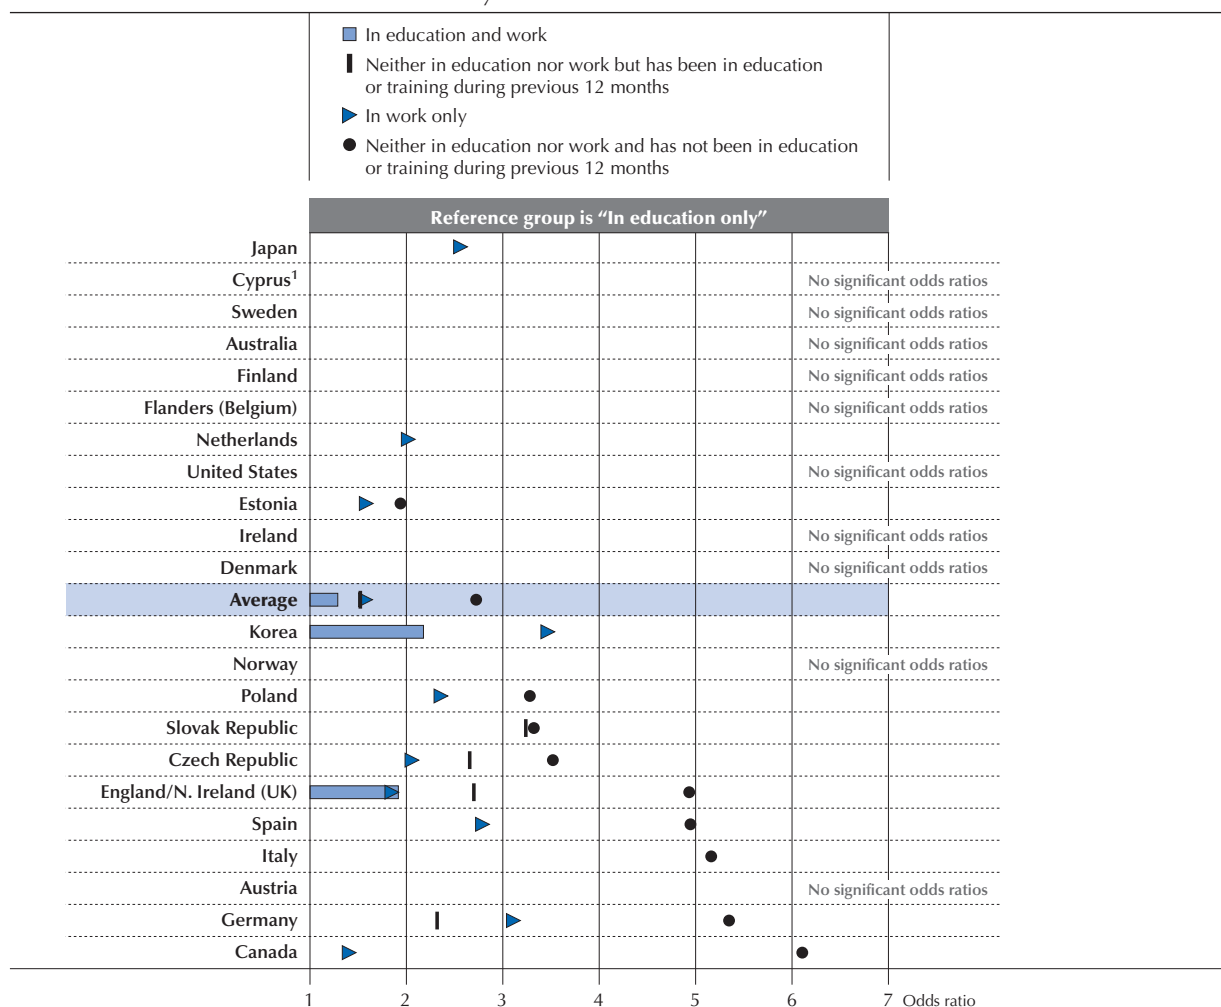 In education and work
Neither in education nor work but has been in education
or training during previous 12 months
In work only
Neither in education nor work and has not been in education
or training during previous 12 months
Reference group is “In education only”
Japan
Cyprus1 No significant odds ratios
Sweden No significant odds ratios
Australia No significant odds ratios
Finland No significant odds ratios
Flanders (Belgium) No significant odds ratios
Netherlands
United States No significant odds ratios
Estonia
Ireland No significant odds ratios
Denmark No significant odds ratios
Average
Korea
Norway No significant odds ratios
Poland
Slovak Republic
Czech Republic
England/N. Ireland (UK)
Spain
Italy
Austria No significant odds ratios
Germany
Canada
1 2 3 4 5 6 7 Odds ratio